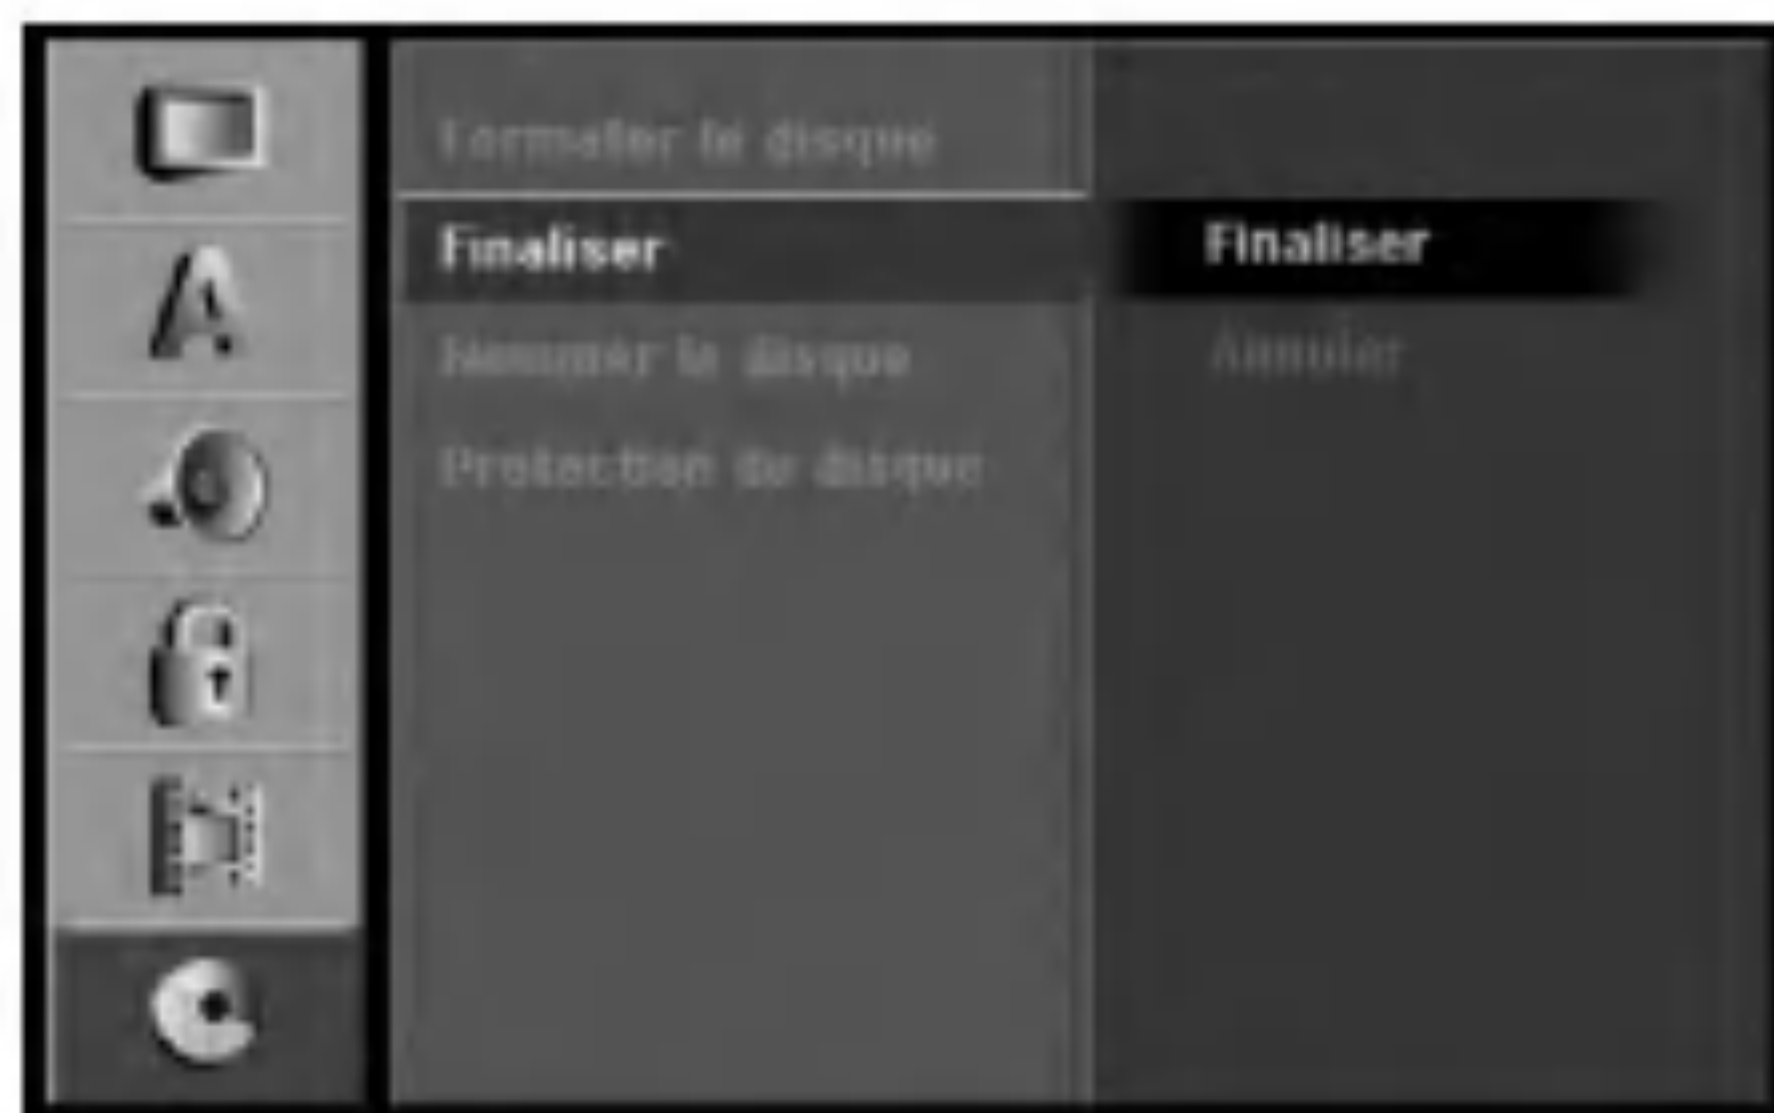 Formater le disque
Finaliser
Nommer le disque
Protection du disque
Finaliser
Annuler